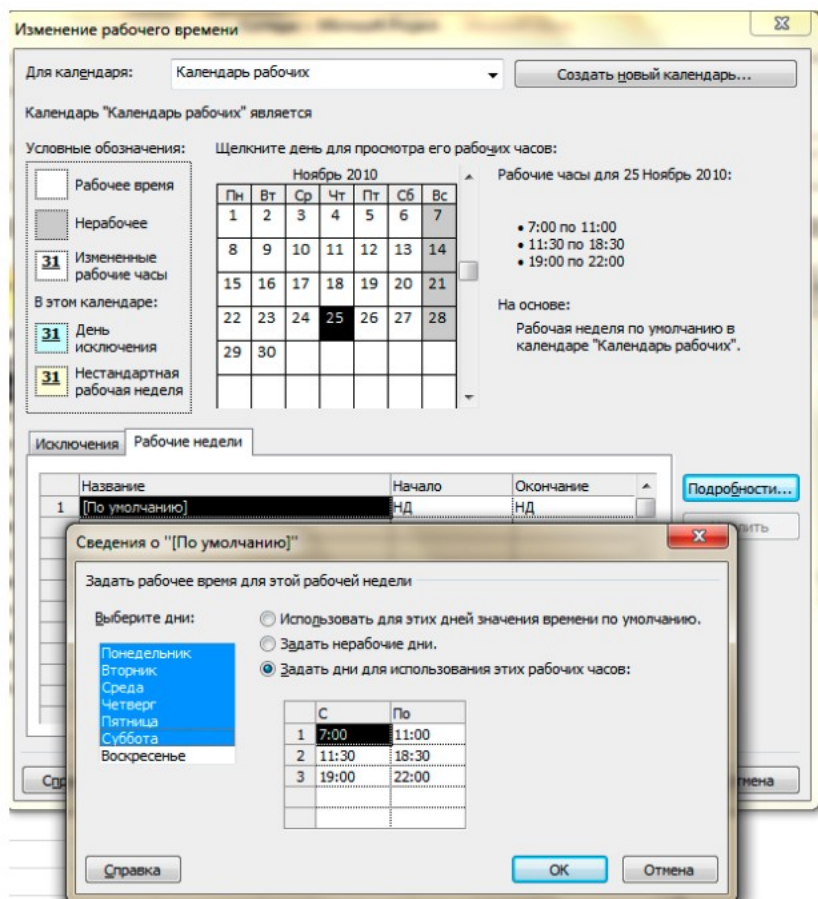 Изменение рабочего времени
Для календаря: Календарь рабочих Создать новый календарь...
Календарь "Календарь рабочих" является
Условные обозначения: Щелкните день для просмотра его рабочих часов:
Рабочее время
Нерабочее
31 Измененные рабочие часы
В этом календаре:
31 День исключения
31 Нестандартная рабочая неделя
Ноябрь 2010
Пн Вт Ср Чт Пт Сб Вс
1 2 3 4 5 6 7
8 9 10 11 12 13 14
15 16 17 18 19 20 21
22 23 24 25 26 27 28
29 30
Рабочие часы для 25 Ноябрь 2010:
• 7:00 по 11:00
• 11:30 по 18:30
• 19:00 по 22:00
На основе:
Рабочая неделя по умолчанию в
календаре "Календарь рабочих".
Исключения Рабочие недели
Название Начало Окончание
1 [По умолчанию] НД НД
Подробности...
Сведения о "[По умолчанию]"
Задать рабочее время для этой рабочей недели
Выберите дни:
Понедельник
Вторник
Среда
Четверг
Пятница
Суббота
Воскресенье
Использовать для этих дней значения времени по умолчанию.
Задать нерабочие дни.
Задать дни для использования этих рабочих часов:
С По
1 7:00 11:00
2 11:30 18:30
3 19:00 22:00
Справка ОК Отмена